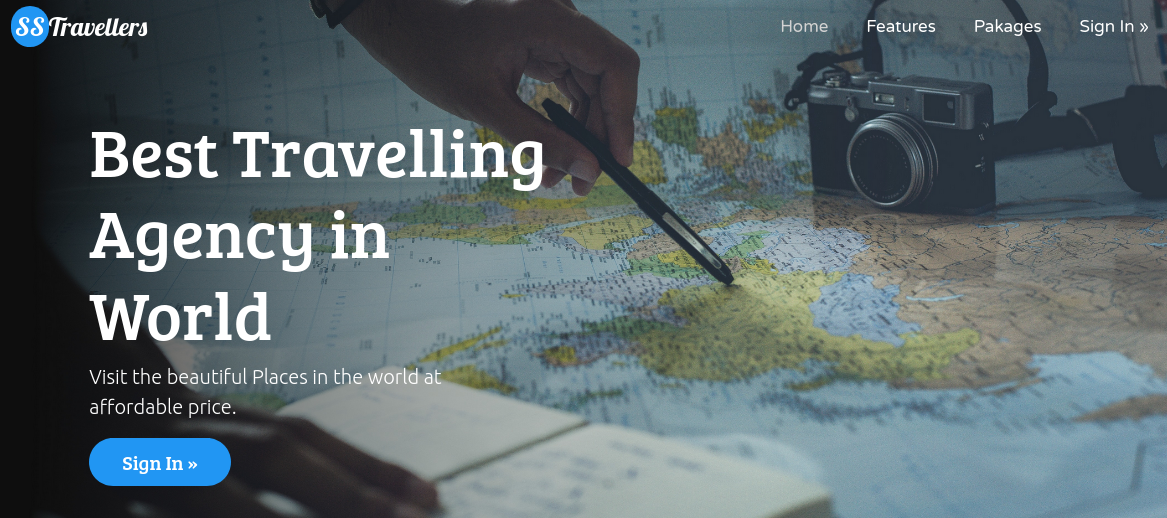 SS Travellers
Home Features Pakages Sign In »
Best Travelling
Agency in
World
Visit the beautiful Places in the world at
affordable price.
Sign In »